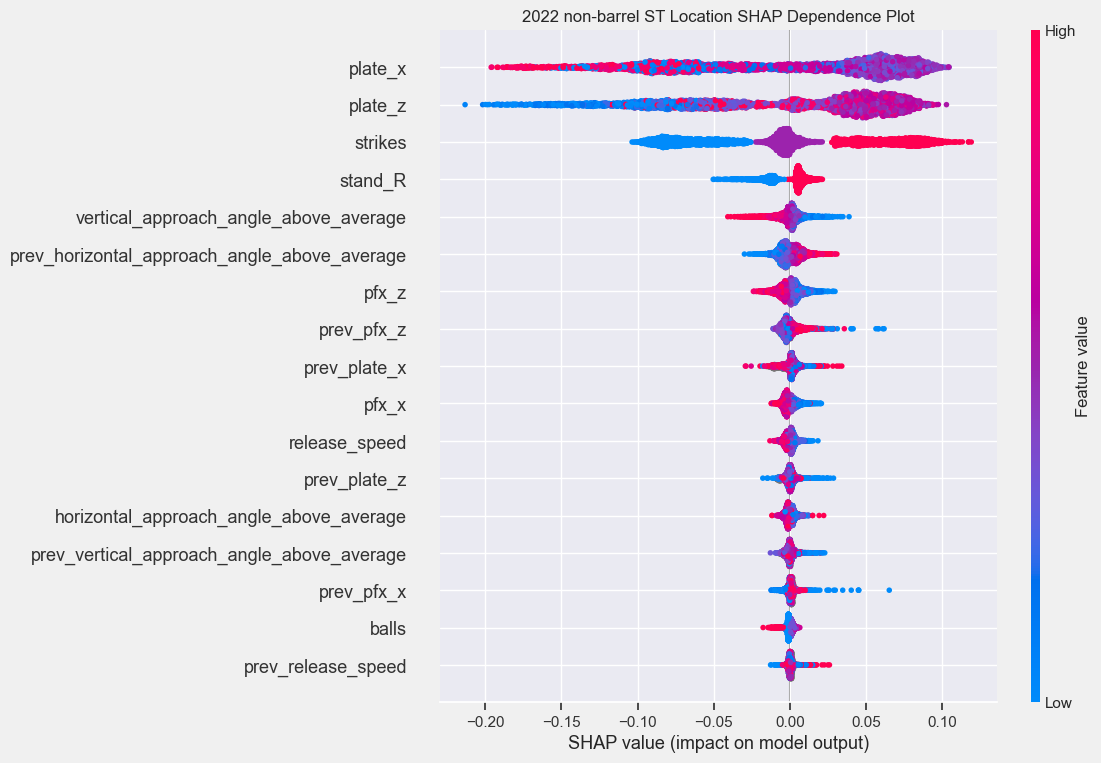 2022 non-barrel ST Location SHAP Dependence Plot
High
plate_x
plate_z
strikes
stand_R
vertical_approach_angle_above_average
prev_horizontal_approach_angle_above_average
pfx_z
prev_pfx_z
prev_plate_x
pfx_x
release_speed
prev_plate_z
horizontal_approach_angle_above_average
prev_vertical_approach_angle_above_average
prev_pfx_x
balls
prev_release_speed
Feature value
Low
−0.20 −0.15 −0.10 −0.05 0.00 0.05 0.10
SHAP value (impact on model output)